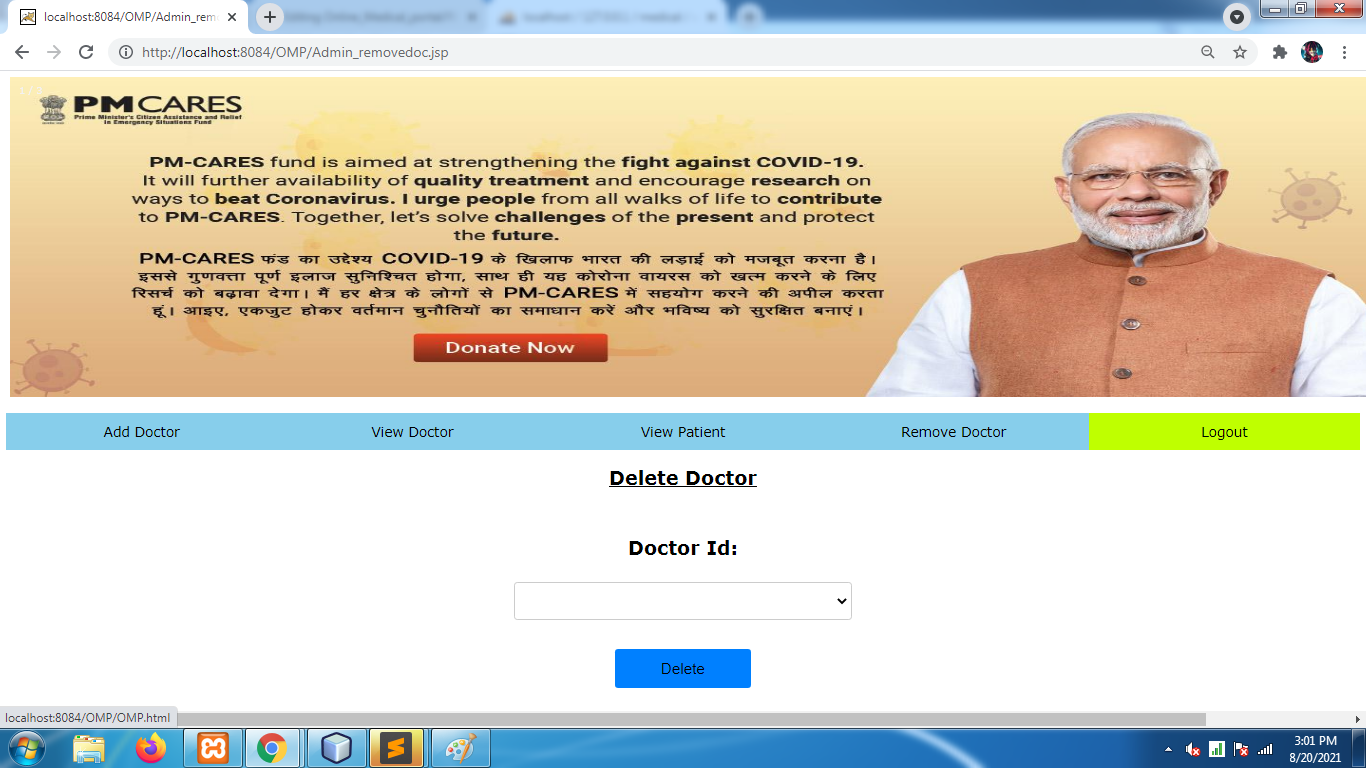 localhost:8084/OMP/Admin_rem
http://localhost:8084/OMP/Admin_removedoc.jsp
PM CARES
Prime Minister's Citizen Assistance and Relief
in Emergency Situations Fund
PM-CARES fund is aimed at strengthening the fight against COVID-19.
It will further availability of quality treatment and encourage research on
ways to beat Coronavirus. I urge people from all walks of life to contribute
to PM-CARES. Together, let's solve challenges of the present and protect
the future.
PM-CARES फंड का उद्देश्य COVID-19 के खिलाफ भारत की लड़ाई को मजबूत करना है।
इससे गुणवत्ता पूर्ण इलाज सुनिश्चित होगा, साथ ही यह कोरोना वायरस को खत्म करने के लिए
रिसर्च को बढ़ावा देगा। मैं हर क्षेत्र के लोगों से PM-CARES में सहयोग करने की अपील करता
हूं। आइए, एकजुट होकर वर्तमान चुनौतियों का समाधान करें और भविष्य को सुरक्षित बनाएं।
Donate Now
Add Doctor View Doctor View Patient Remove Doctor Logout
Delete Doctor
Doctor Id:
Delete
localhost:8084/OMP/OMP.html
3:01 PM
8/20/2021